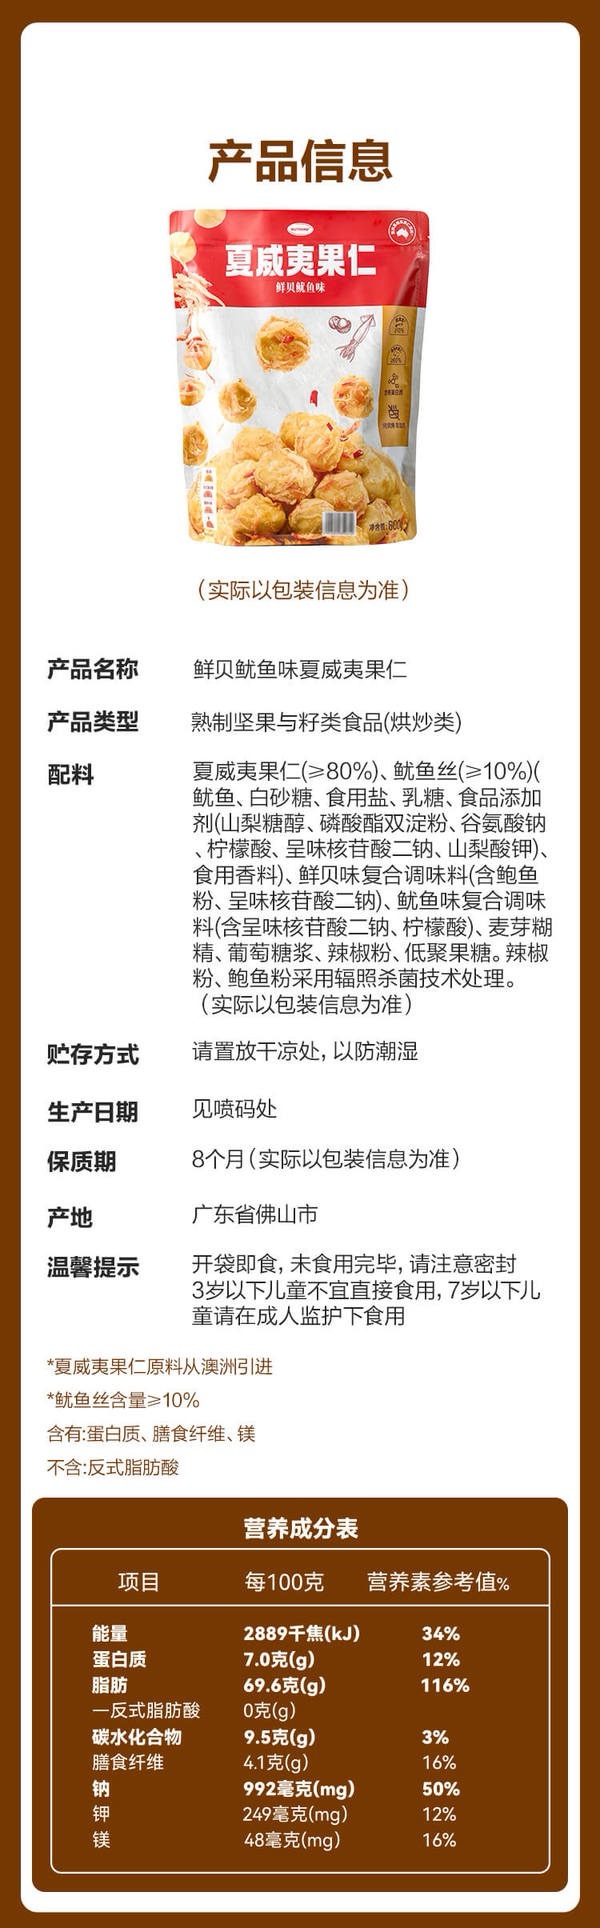 产品信息
夏威夷果仁
鲜贝鱿鱼味
(实际以包装信息为准)
产品名称 鲜贝鱿鱼味夏威夷果仁
产品类型 熟制坚果与籽类食品(烘炒类)
配料 夏威夷果仁(≥80%)、鱿鱼丝(≥10%)(
鱿鱼、白砂糖、食用盐、乳糖、食品添加
剂(山梨糖醇、磷酸酯双淀粉、谷氨酸钠
、柠檬酸、呈味核苷酸二钠、山梨酸钾)、
食用香料)、鲜贝味复合调味料(含鲍鱼
粉、呈味核苷酸二钠)、鱿鱼味复合调味
料(含呈味核苷酸二钠、柠檬酸)、麦芽糊
精、葡萄糖浆、辣椒粉、低聚果糖。辣椒
粉、鲍鱼粉采用辐照杀菌技术处理。
(实际以包装信息为准)
贮存方式 请置放干凉处, 以防潮湿
生产日期 见喷码处
保质期 8个月(实际以包装信息为准)
产地 广东省佛山市
温馨提示 开袋即食, 未食用完毕, 请注意密封
3岁以下儿童不宜直接食用, 7岁以下儿
童请在成人监护下食用
*夏威夷果仁原料从澳洲引进
*鱿鱼丝含量≥10%
含有:蛋白质、膳食纤维、镁
不含:反式脂肪酸
营养成分表
项目 每100克 营养素参考值%
能量 2889千焦(kJ) 34%
蛋白质 7.0克(g) 12%
脂肪 69.6克(g) 116%
一反式脂肪酸 0克(g)
碳水化合物 9.5克(g) 3%
膳食纤维 4.1克(g) 16%
钠 992毫克(mg) 50%
钾 249毫克(mg) 12%
镁 48毫克(mg) 16%